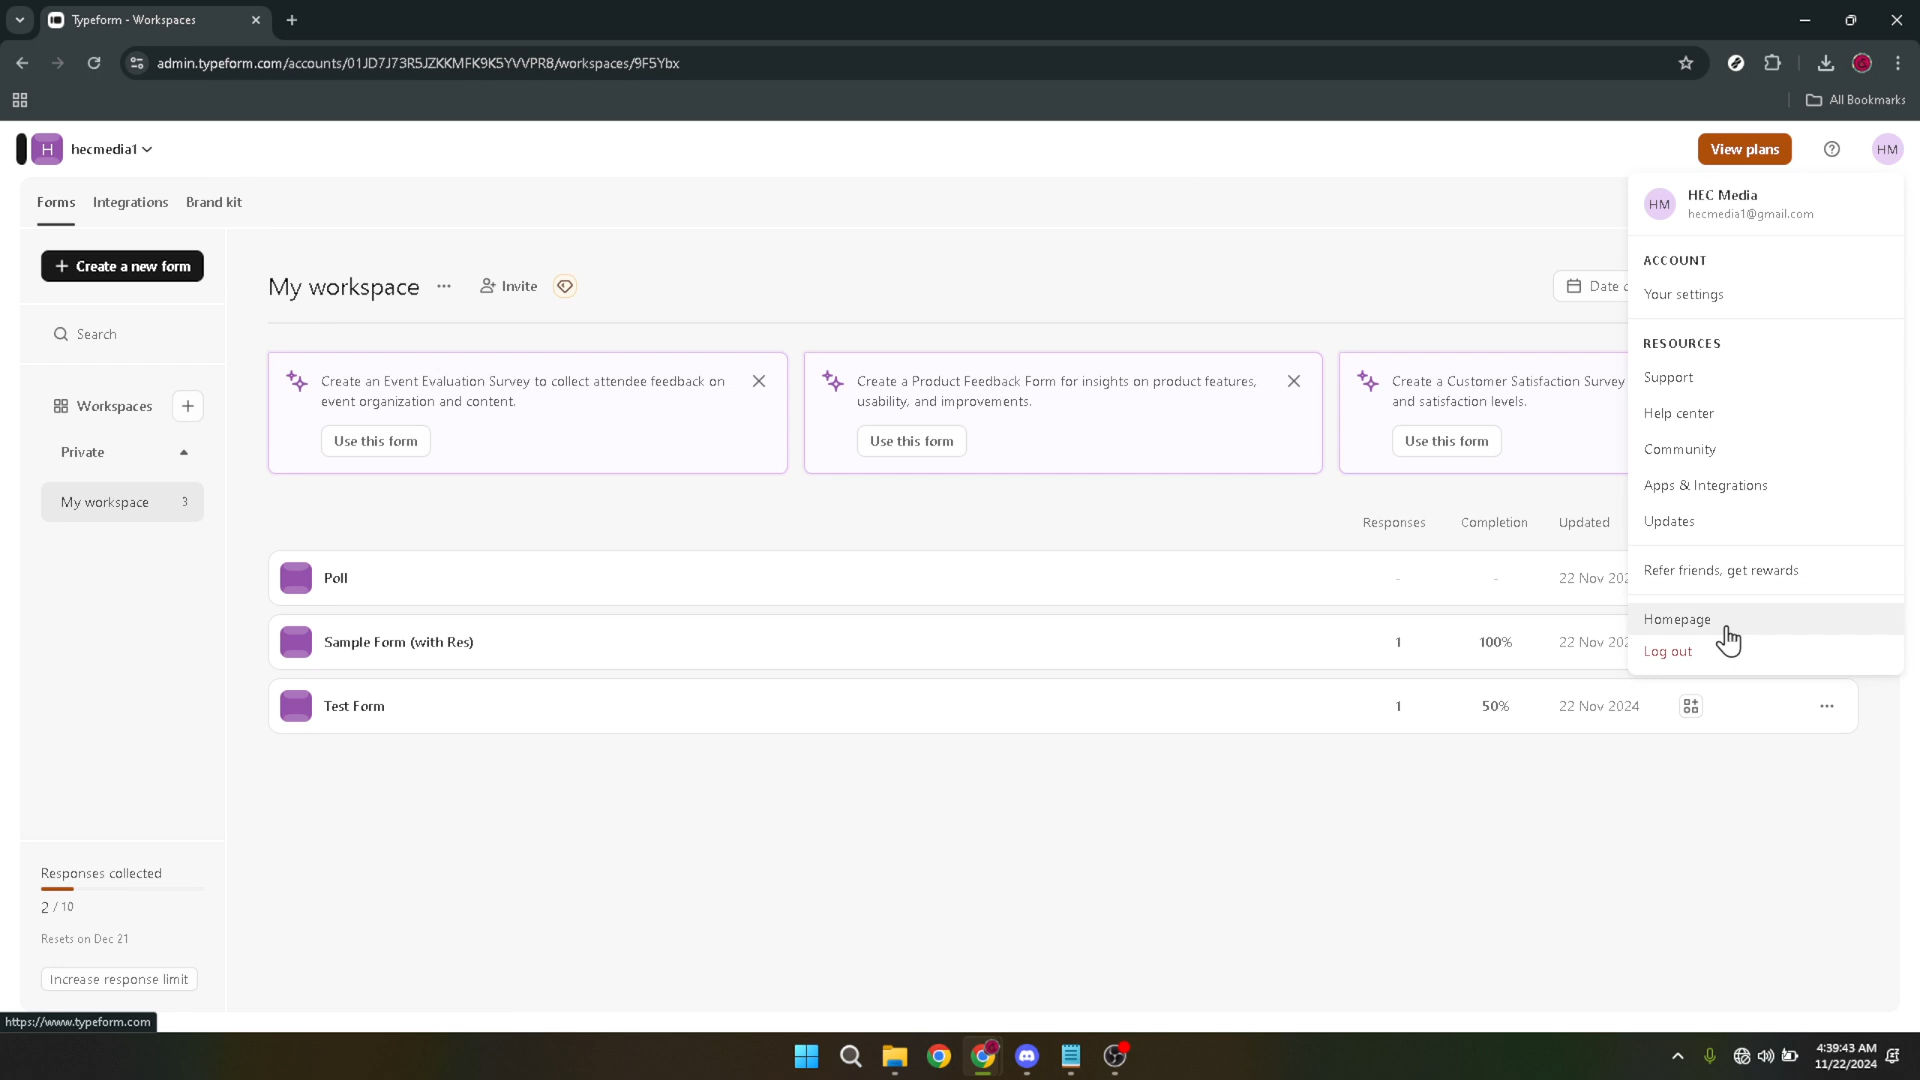 Typeform - Workspaces
admin.typeform.com/accounts/01JD7J73R5JZKKMFK9K5YVVPR8/workspaces/9F5Ybx
All Bookmarks
H hecmedia1
View plans
HM
Forms Integrations Brand kit
HM HEC Media
hecmedia1@gmail.com
ACCOUNT
Your settings
RESOURCES
Support
Help center
Community
Apps & Integrations
Updates
Refer friends, get rewards
Homepage
Log out
+ Create a new form
Search
Workspaces
Private
My workspace 3
My workspace ... Invite
Date
Create an Event Evaluation Survey to collect attendee feedback on
event organization and content.
Use this form
Create a Product Feedback Form for insights on product features,
usability, and improvements.
Use this form
Create a Customer Satisfaction Survey
and satisfaction levels.
Use this form
Responses Completion Updated
Poll - - 22 Nov 202
Sample Form (with Res) 1 100% 22 Nov 202
Test Form 1 50% 22 Nov 2024 ...
Responses collected
2 / 10
Resets on Dec 21
Increase response limit
https://www.typeform.com
4:39:43 AM
11/22/2024